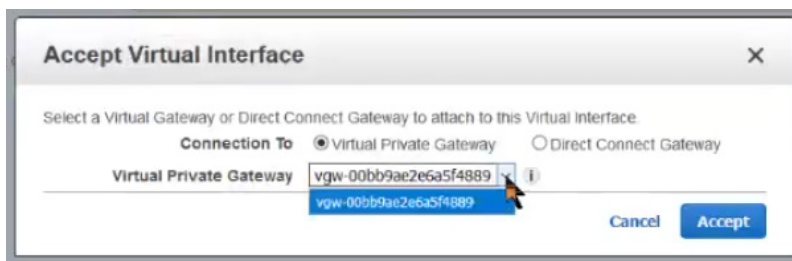 Accept Virtual Interface
Select a Virtual Gateway or Direct Connect Gateway to attach to this Virtual Interface.
Connection To Virtual Private Gateway Direct Connect Gateway
Virtual Private Gateway vgw-00bb9ae2e6a5f4889
vgw-00bb9ae2e6a5f4889
Cancel Accept